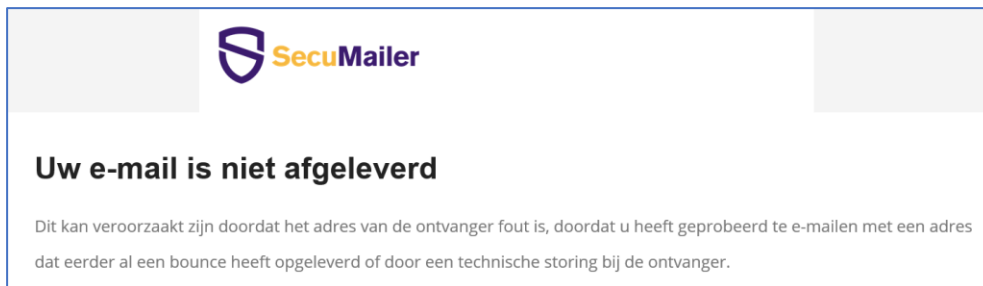 SecuMailer
Uw e-mail is niet afgeleverd
Dit kan veroorzaakt zijn doordat het adres van de ontvanger fout is, doordat u heeft geprobeerd te e-mailen met een adres
dat eerder al een bounce heeft opgeleverd of door een technische storing bij de ontvanger.